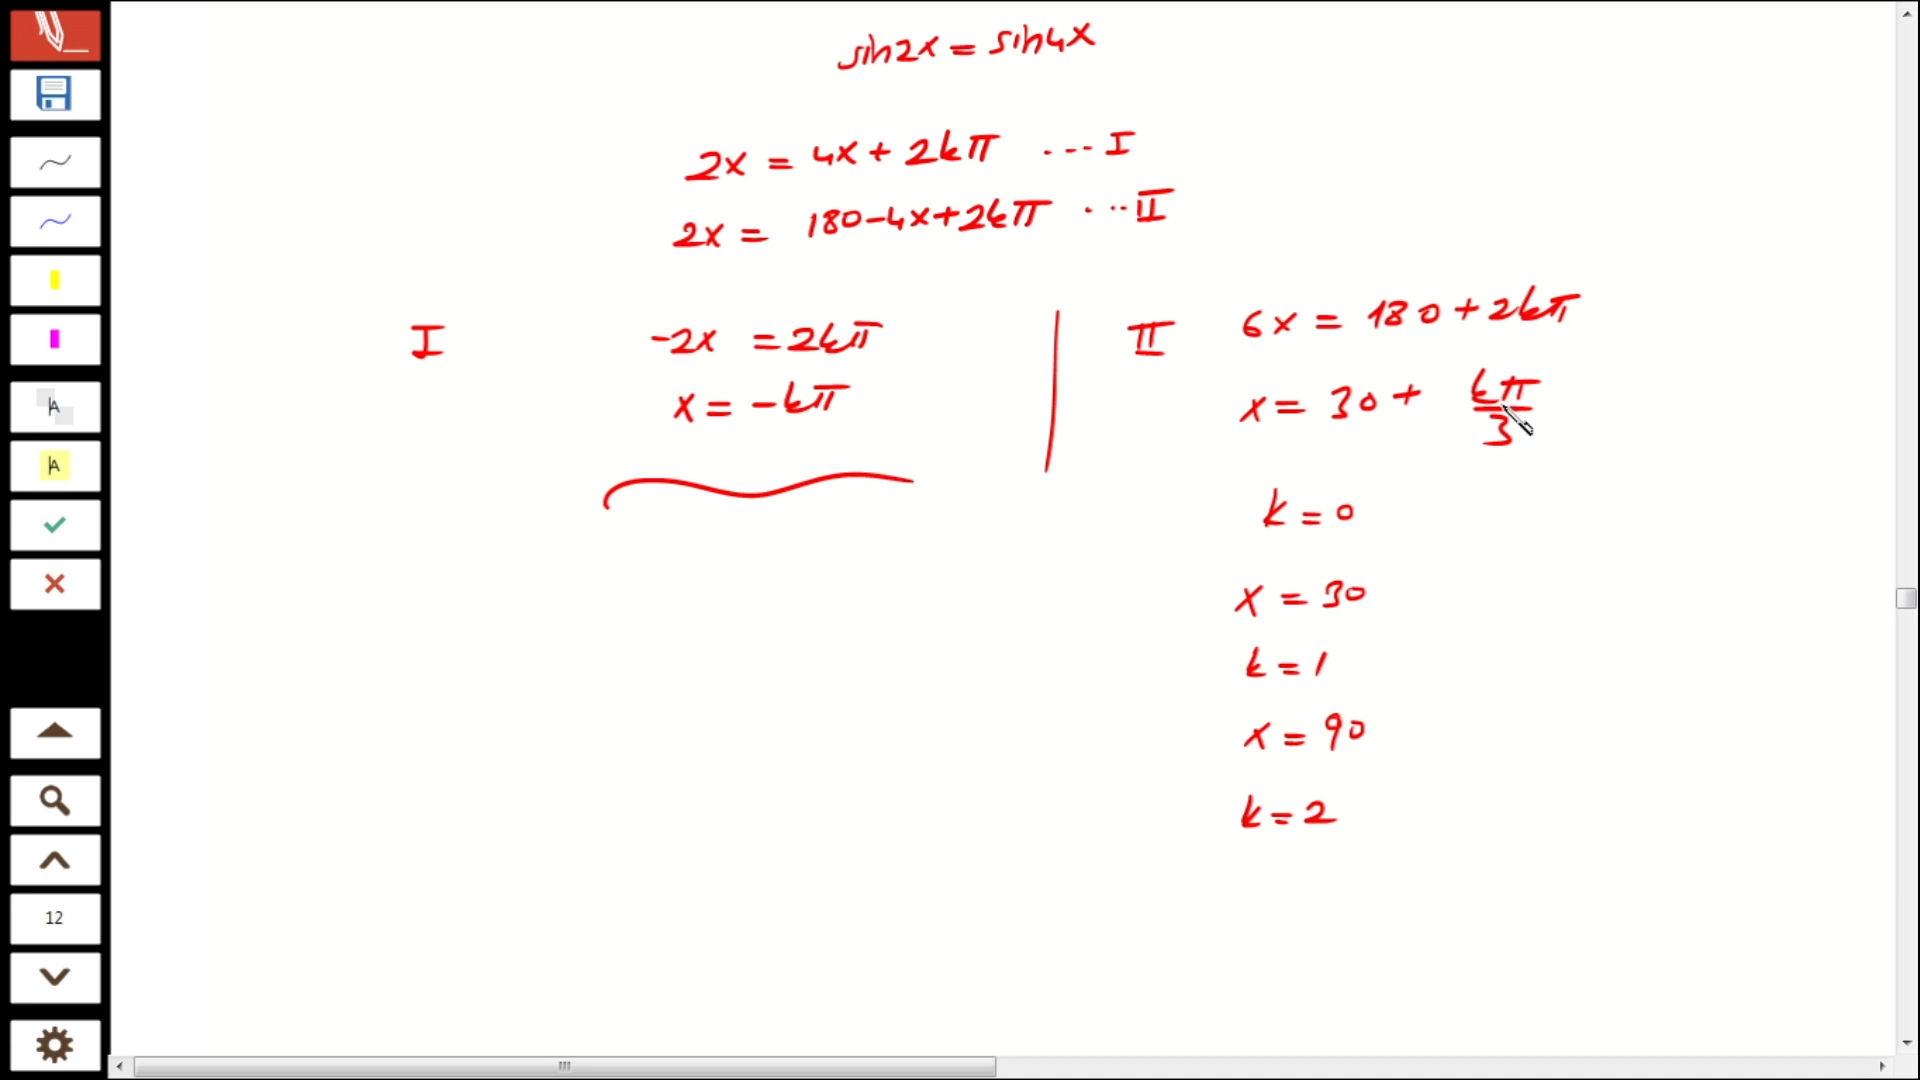 sin2x = sin4x
2x = 4x + 2kπ ---I
2x = 180-4x+2kπ ...II
I
-2x = 2kπ
x = -kπ
II
6x = 180 + 2kπ
x = 30 + kπ/3
k = 0
x = 30
k = 1
x = 90
k = 2
A
A
12